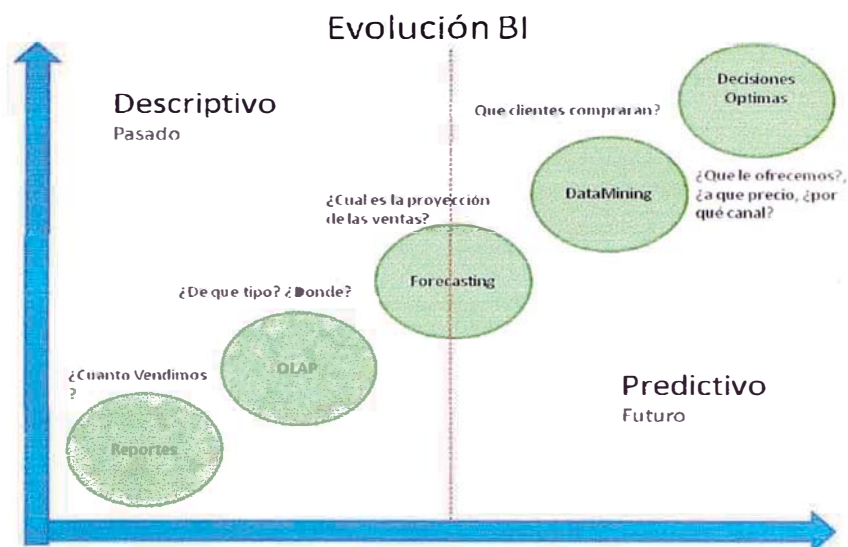 Evolución BI
Descriptivo
Pasado
Decisiones
Optimas
Que clientes compraran?
DataMining
¿Que le ofrecemos?,
¿a que precio, ¿por
qué canal?
¿Cual es la proyección
de las ventas?
Forecasting
¿De que tipo? ¿Donde?
OLAP
¿Cuanto Vendimos
?
Reportes
Predictivo
Futuro